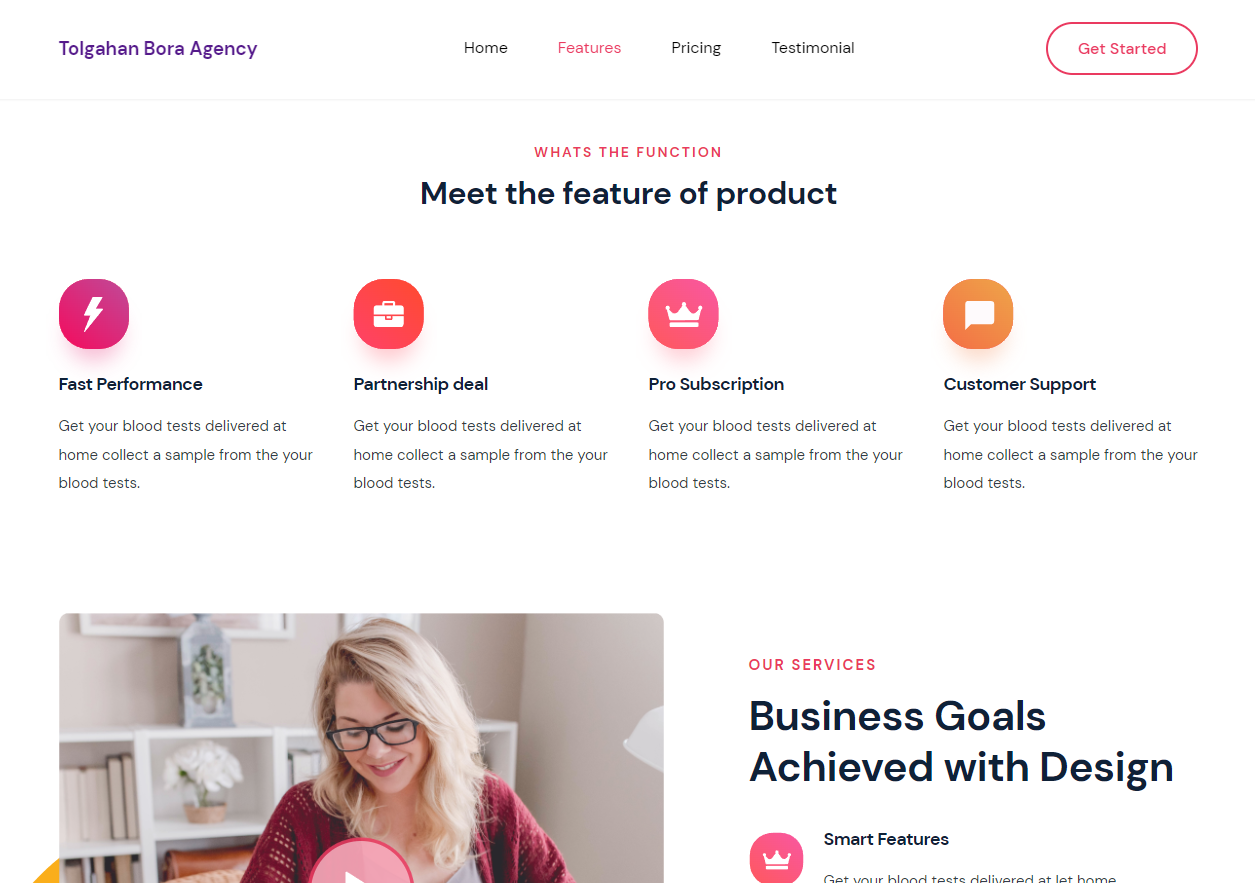 Tolgahan Bora Agency
Home
Features
Pricing
Testimonial
Get Started
WHATS THE FUNCTION
Meet the feature of product
Fast Performance
Get your blood tests delivered at
home collect a sample from the your
blood tests.
Partnership deal
Get your blood tests delivered at
home collect a sample from the your
blood tests.
Pro Subscription
Get your blood tests delivered at
home collect a sample from the your
blood tests.
Customer Support
Get your blood tests delivered at
home collect a sample from the your
blood tests.
OUR SERVICES
Business Goals
Achieved with Design
Smart Features
Get your blood tests delivered at let home